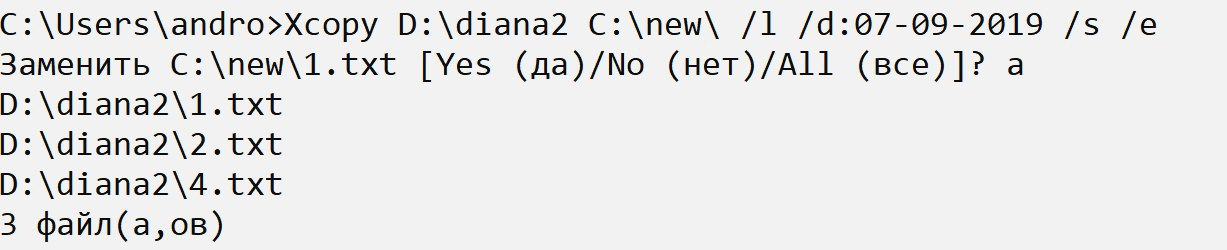 C:\Users\andro>Xcopy D:\diana2 C:\new\ /l /d:07-09-2019 /s /e
Заменить C:\new\1.txt [Yes (да)/No (нет)/All (все)]? a
D:\diana2\1.txt
D:\diana2\2.txt
D:\diana2\4.txt
3 файл(а,ов)